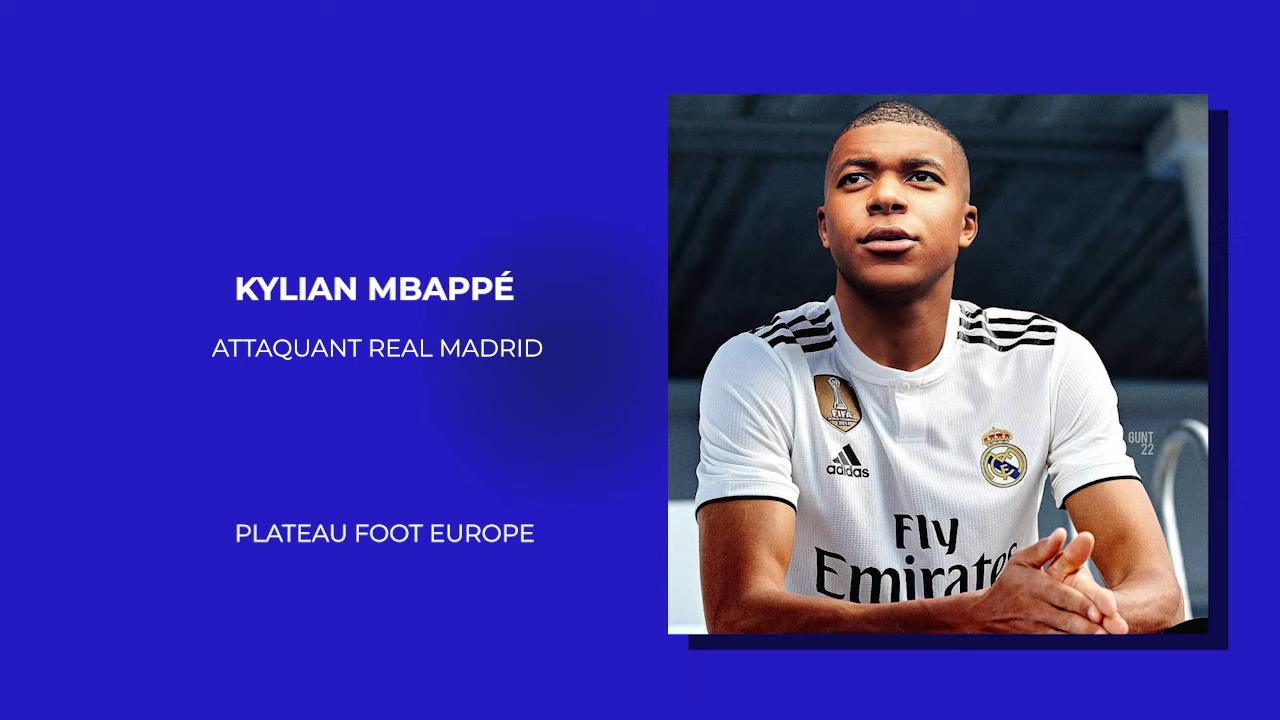 KYLIAN MBAPPÉ
ATTAQUANT REAL MADRID
PLATEAU FOOT EUROPE
FIFA
adidas
GUNT
22
Fly
Emirates